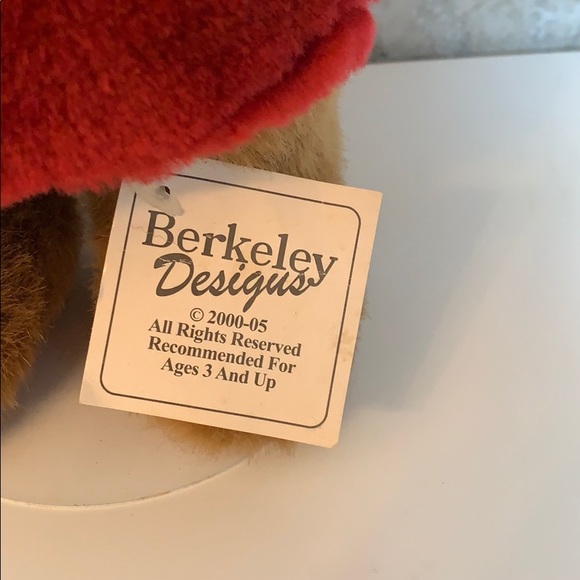 Berkeley
Designs
© 2000-05
All Rights Reserved
Recommended For
Ages 3 And Up